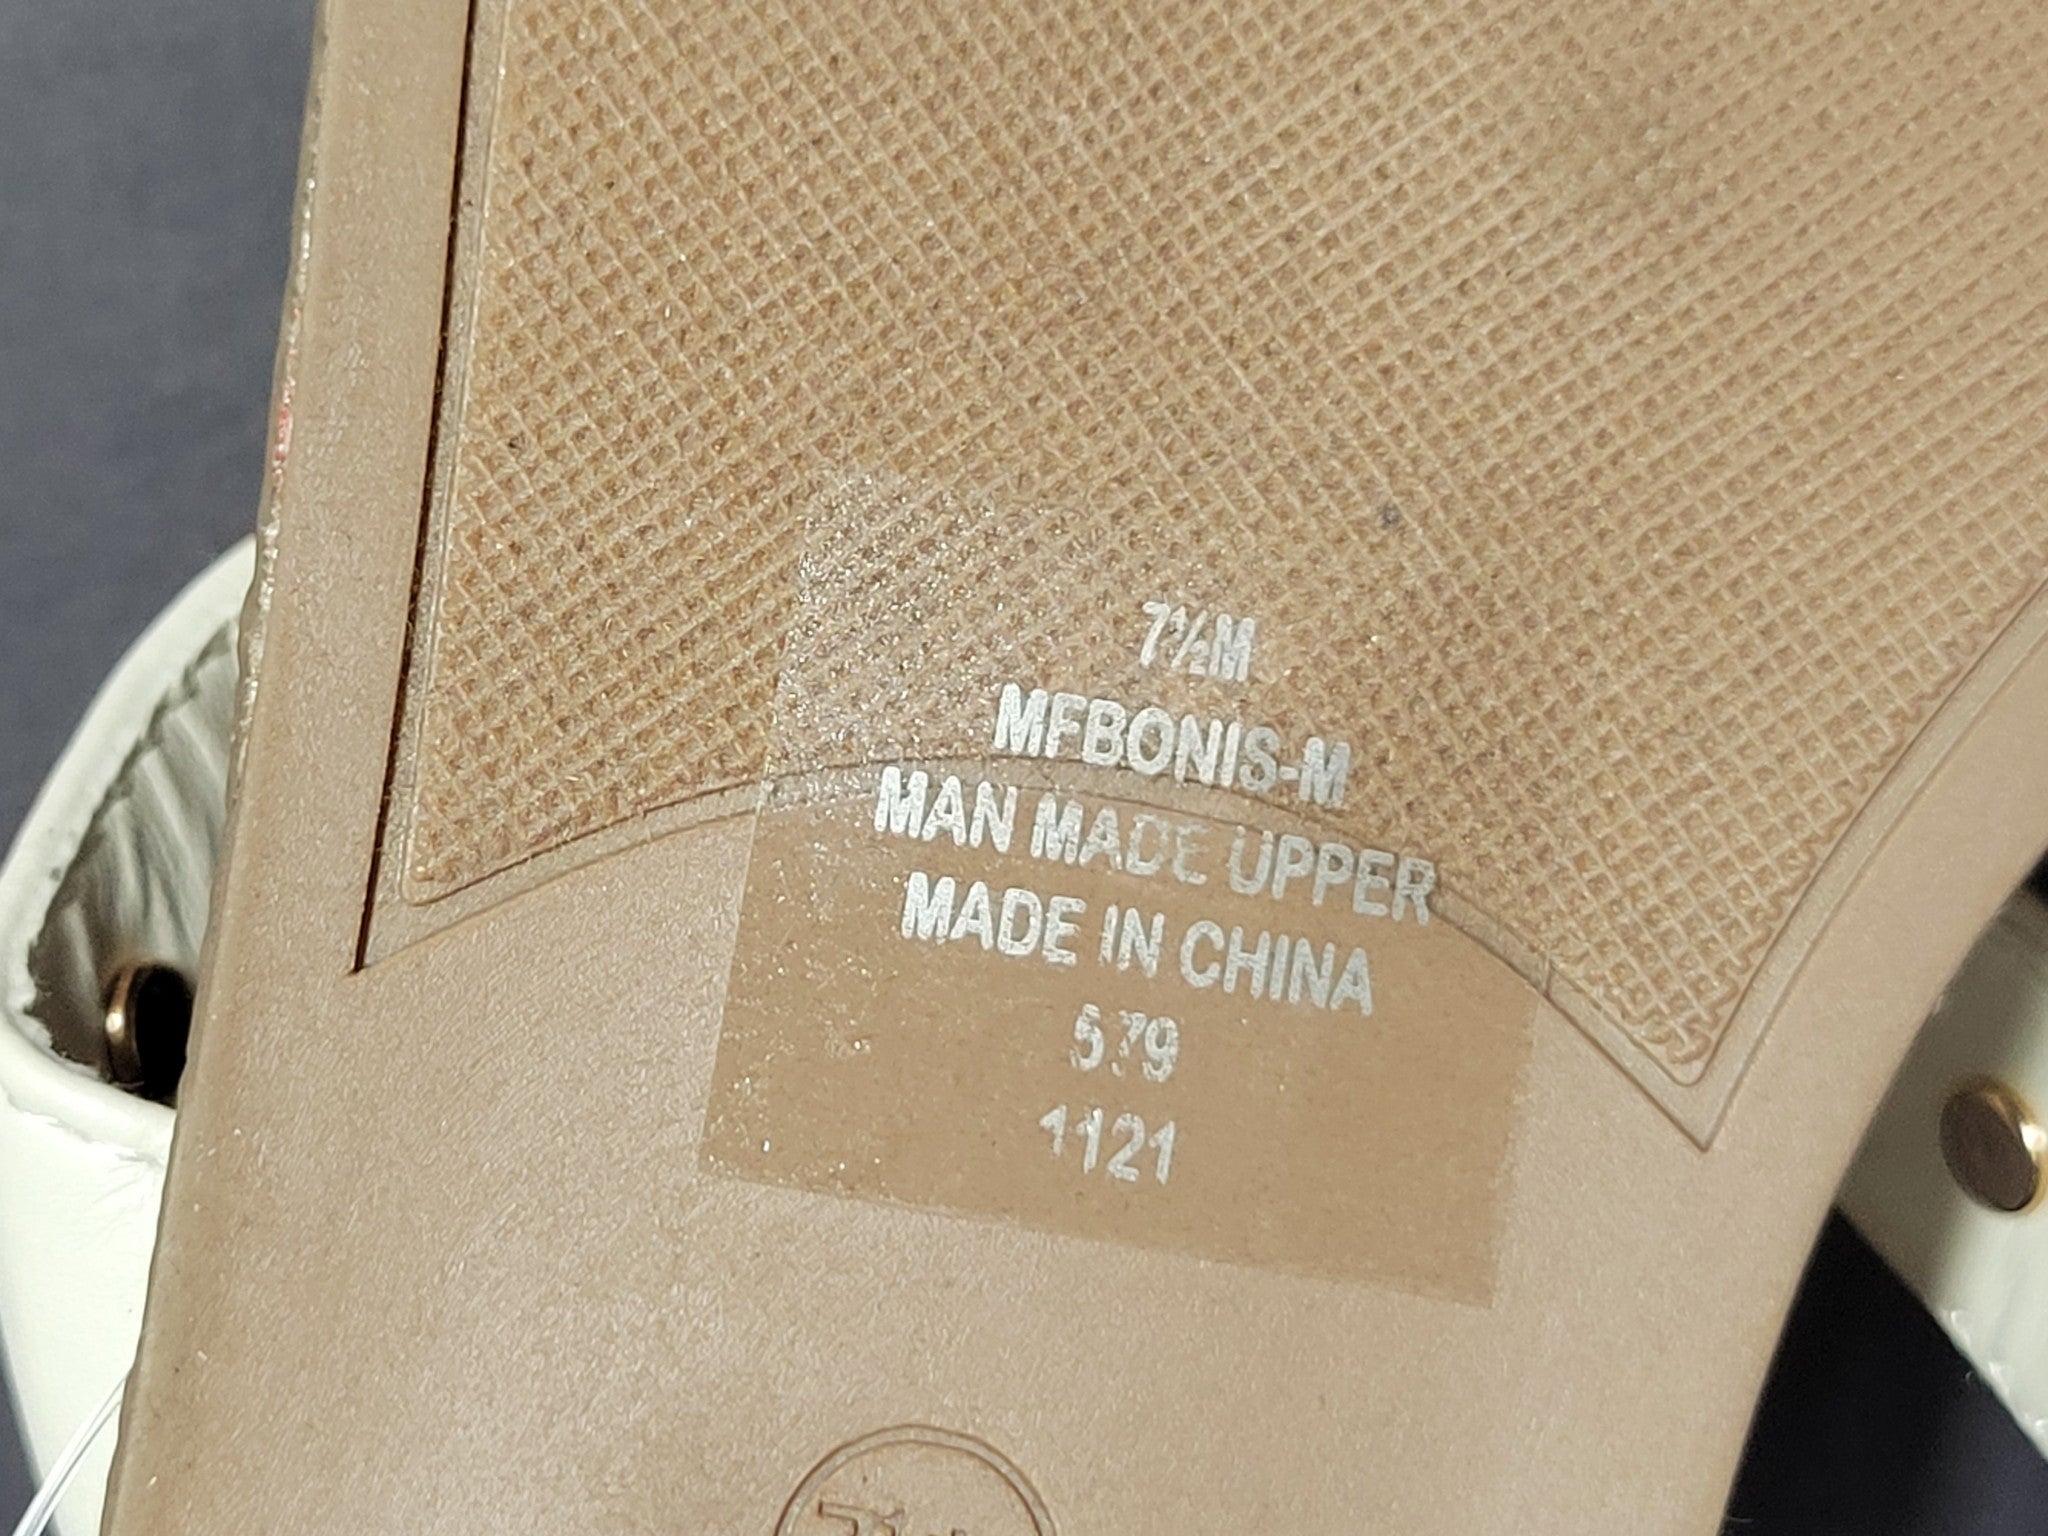 7½M
MFBONIS-M
MAN MADE UPPER
MADE IN CHINA
579
1121